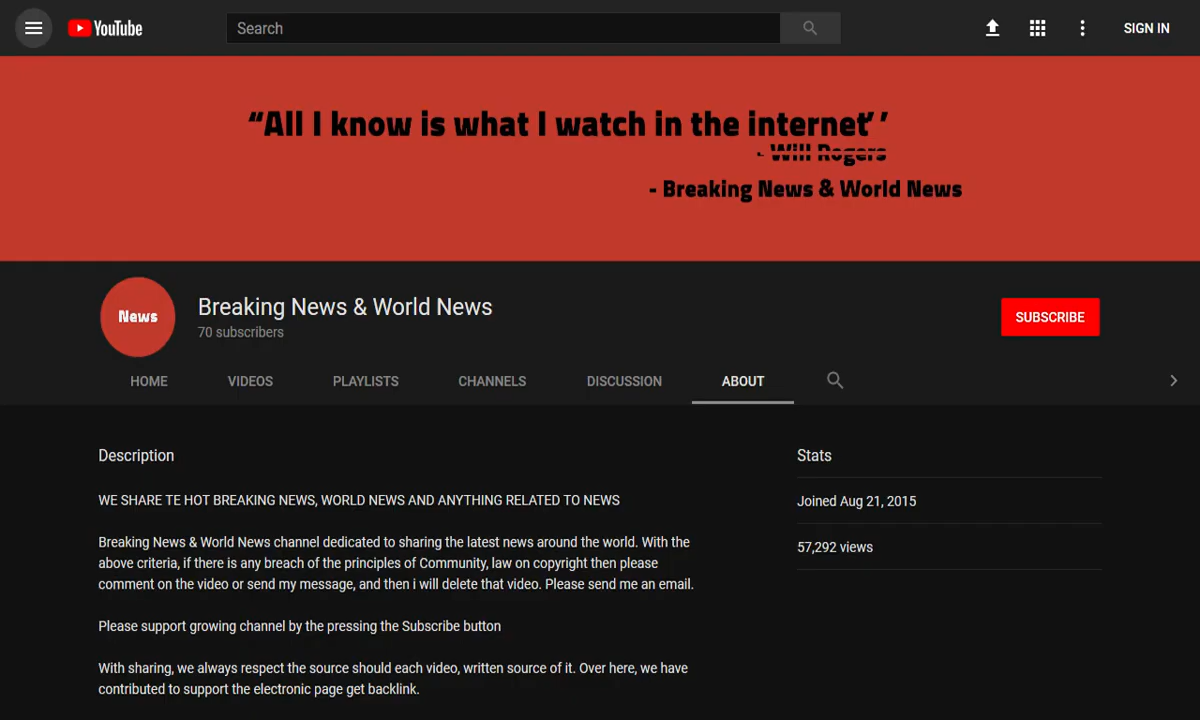 YouTube
Search
SIGN IN
“All I know is what I watch in the internet’’
- Will Rogers
- Breaking News & World News
News
Breaking News & World News
70 subscribers
SUBSCRIBE
HOME VIDEOS PLAYLISTS CHANNELS DISCUSSION ABOUT
Description
WE SHARE TE HOT BREAKING NEWS, WORLD NEWS AND ANYTHING RELATED TO NEWS
Breaking News & World News channel dedicated to sharing the latest news around the world. With the
above criteria, if there is any breach of the principles of Community, law on copyright then please
comment on the video or send my message, and then i will delete that video. Please send me an email.
Please support growing channel by the pressing the Subscribe button
With sharing, we always respect the source should each video, written source of it. Over here, we have
contributed to support the electronic page get backlink.
Stats
Joined Aug 21, 2015
57,292 views